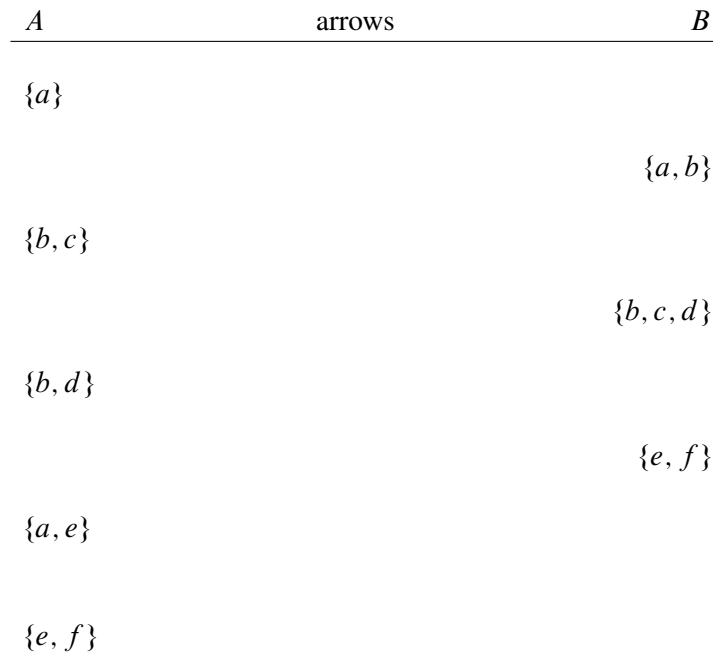 A arrows B
{a}
{a, b}
{b, c}
{b, c, d}
{b, d}
{e, f}
{a, e}
{e, f}